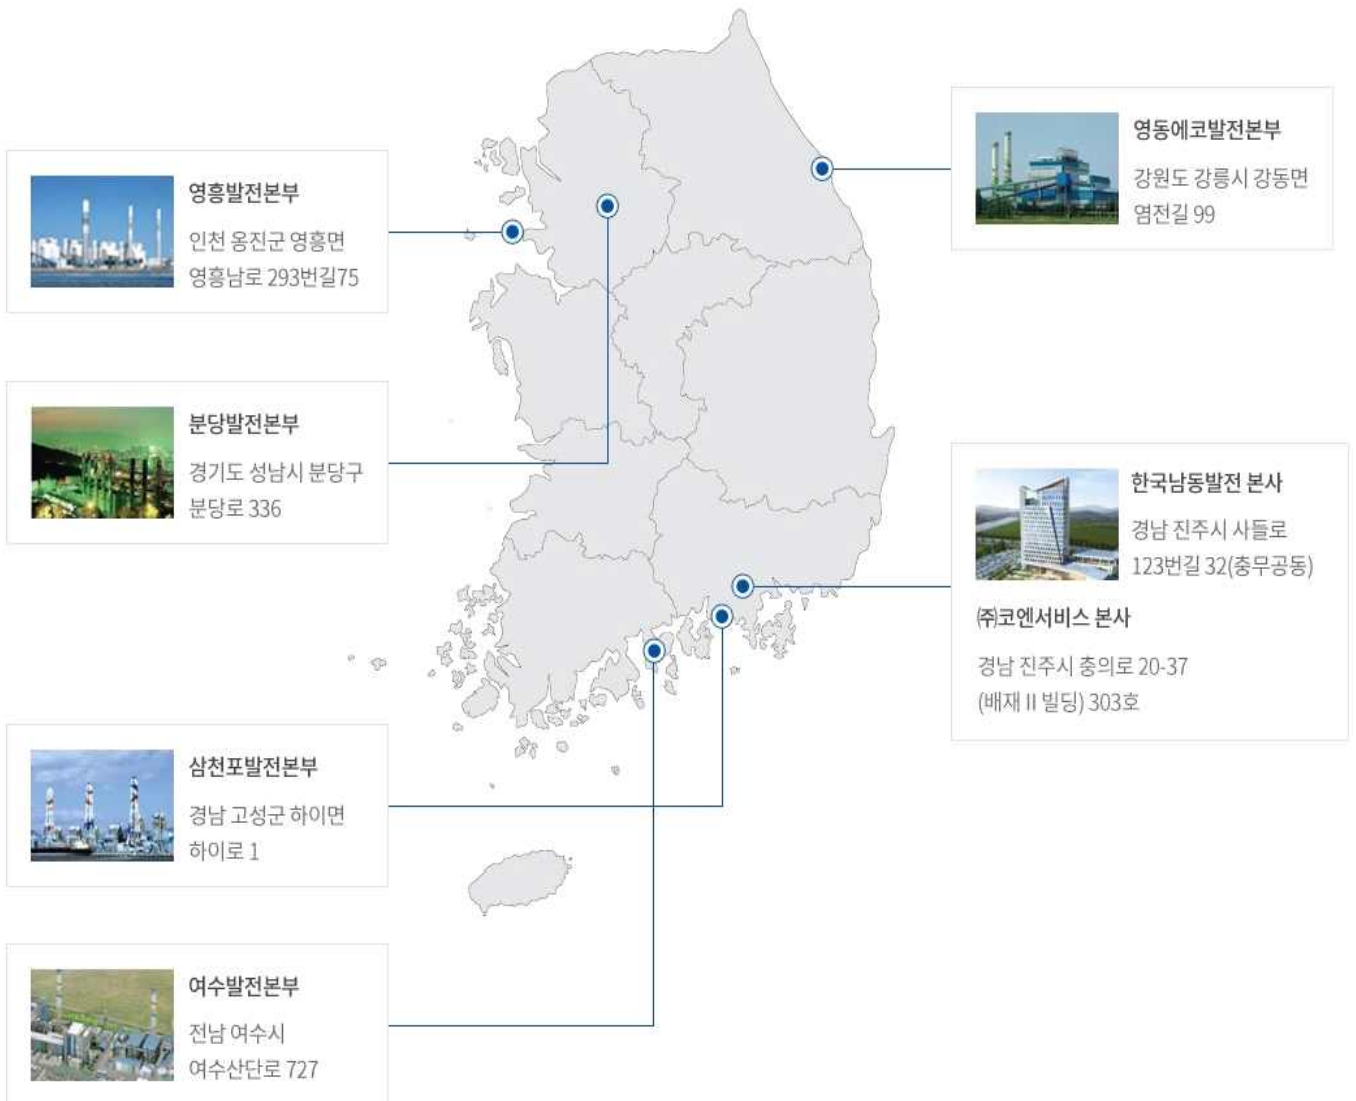 영흥발전본부
인천 옹진군 영흥면
영흥남로 293번길75
분당발전본부
경기도 성남시 분당구
분당로 336
삼천포발전본부
경남 고성군 하이면
하이로 1
여수발전본부
전남 여수시
여수산단로 727
영동에코발전본부
강원도 강릉시 강동면
염전길 99
한국남동발전 본사
경남 진주시 사들로
123번길 32(충무공동)
㈜코엔서비스 본사
경남 진주시 충의로 20-37
(배재 II 빌딩) 303호